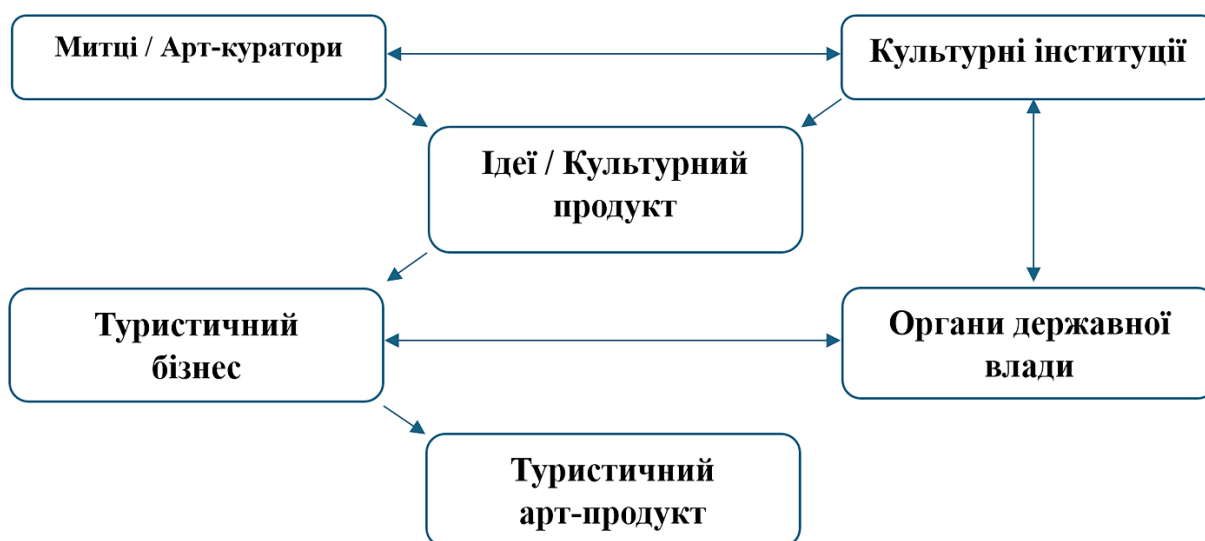 Митці / Арт-куратори
Культурні інституції
Ідеї / Культурний
продукт
Туристичний
бізнес
Органи державної
влади
Туристичний
арт-продукт